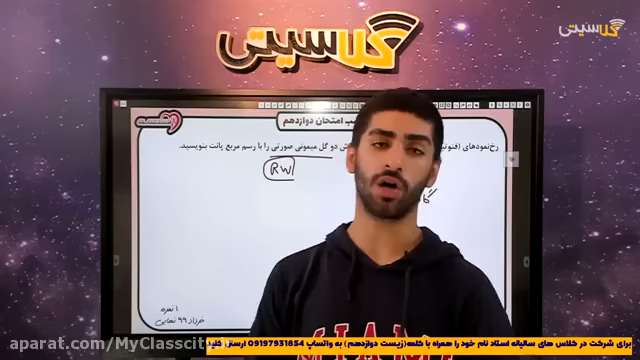 کلاسیتی
کلاسیتی
امتحان دوازدهم
رخ‌نمودهای (فنوتیپ
ش دو گل میمونی صورتی را با رسم مربع پانت بنویسید.
RW
گا
۱ نمره
خرداد ۹۹ نهایی
aparat.com/MyClassci
برای شرکت در کلاس های سالیانه استاد نام خود را همراه با کلمه(زیست دوازدهم) به واتساپ 09197931854 ارسال کنید